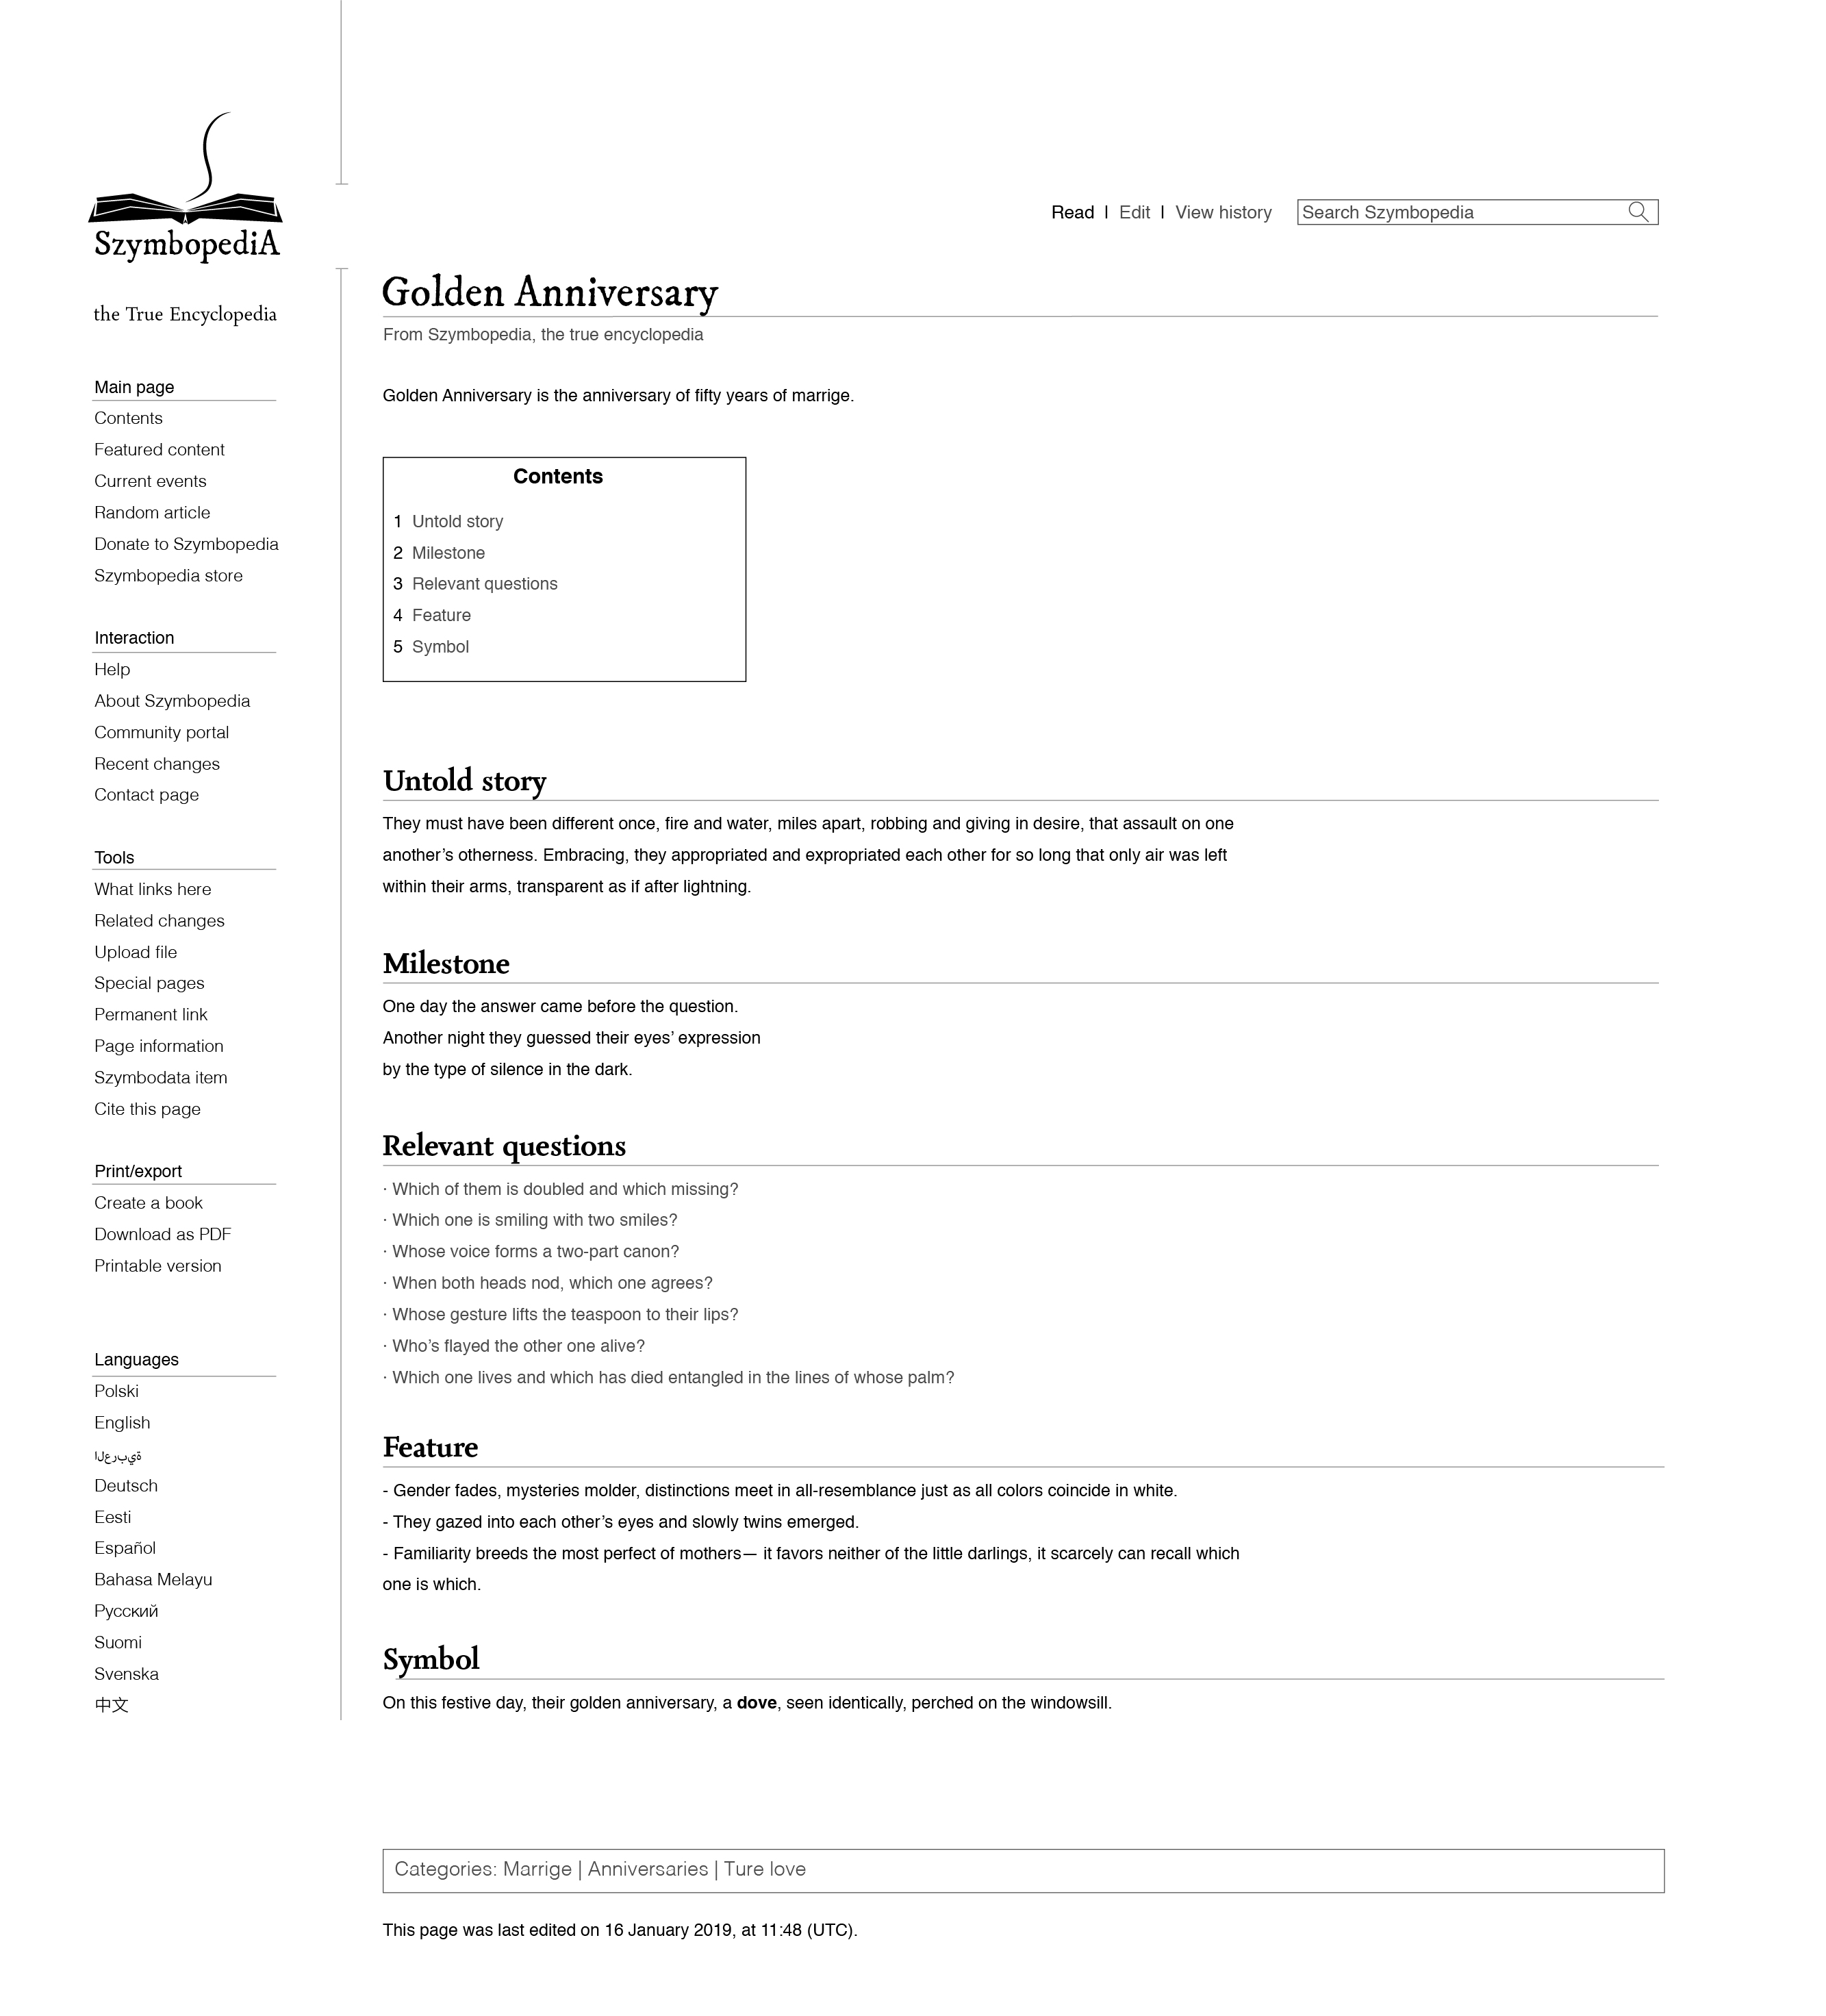 SzymbopediA
the True Encyclopedia
Main page
Contents
Featured content
Current events
Random article
Donate to Szymbopedia
Szymbopedia store
Interaction
Help
About Szymbopedia
Community portal
Recent changes
Contact page
Tools
What links here
Related changes
Upload file
Special pages
Permanent link
Page information
Szymbodata item
Cite this page
Print/export
Create a book
Download as PDF
Printable version
Languages
Polski
English
العربية
Deutsch
Eesti
Español
Bahasa Melayu
Русский
Suomi
Svenska
中文
Read | Edit | View history
Search Szymbopedia
Golden Anniversary
From Szymbopedia, the true encyclopedia
Golden Anniversary is the anniversary of fifty years of marrige.
Contents
1 Untold story
2 Milestone
3 Relevant questions
4 Feature
5 Symbol
Untold story
They must have been different once, fire and water, miles apart, robbing and giving in desire, that assault on one
another’s otherness. Embracing, they appropriated and expropriated each other for so long that only air was left
within their arms, transparent as if after lightning.
Milestone
One day the answer came before the question.
Another night they guessed their eyes’ expression
by the type of silence in the dark.
Relevant questions
· Which of them is doubled and which missing?
· Which one is smiling with two smiles?
· Whose voice forms a two-part canon?
· When both heads nod, which one agrees?
· Whose gesture lifts the teaspoon to their lips?
· Who’s flayed the other one alive?
· Which one lives and which has died entangled in the lines of whose palm?
Feature
- Gender fades, mysteries molder, distinctions meet in all-resemblance just as all colors coincide in white.
- They gazed into each other’s eyes and slowly twins emerged.
- Familiarity breeds the most perfect of mothers— it favors neither of the little darlings, it scarcely can recall which
one is which.
Symbol
On this festive day, their golden anniversary, a dove, seen identically, perched on the windowsill.
Categories: Marrige | Anniversaries | Ture love
This page was last edited on 16 January 2019, at 11:48 (UTC).